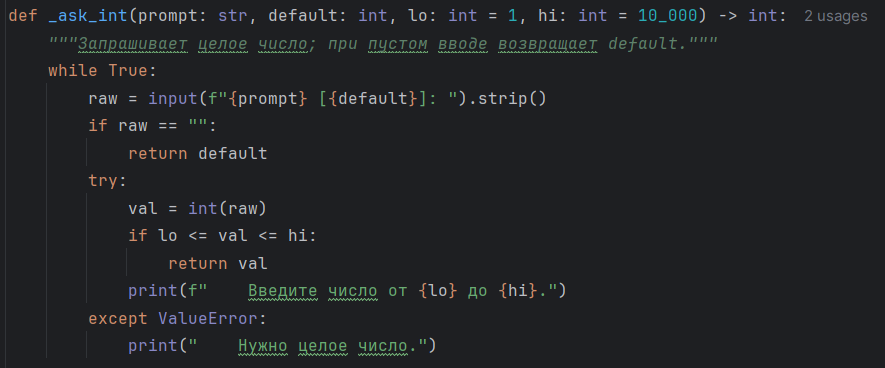 def _ask_int(prompt: str, default: int, lo: int = 1, hi: int = 10_000) -> int: 2 usages
    """Запрашивает целое число; при пустом вводе возвращает default."""
    while True:
        raw = input(f"{prompt} [{default}]: ").strip()
        if raw == "":
            return default
        try:
            val = int(raw)
            if lo <= val <= hi:
                return val
            print(f"    Введите число от {lo} до {hi}.")
        except ValueError:
            print("    Нужно целое число.")